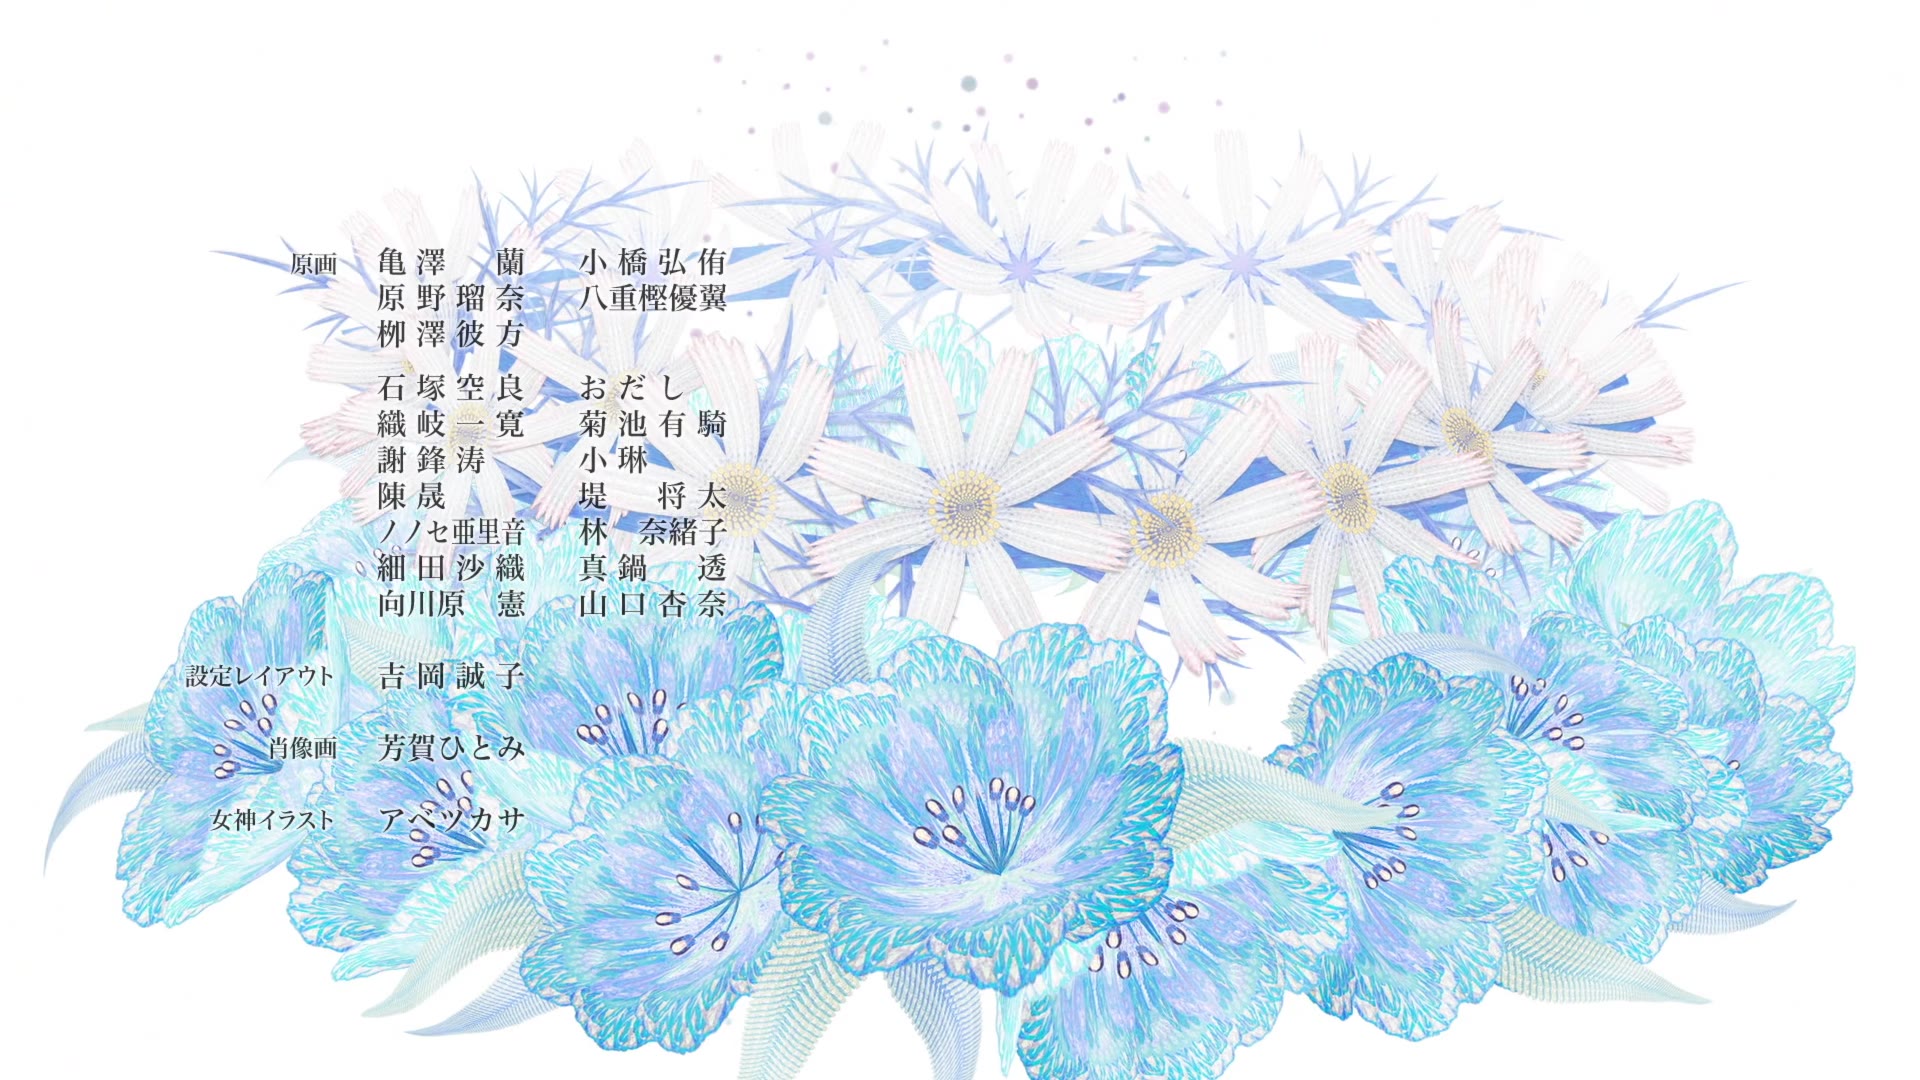 原画 亀澤 蘭 小橋弘侑
原野瑠奈 八重樫優翼
栁澤彼方
石塚空良 おだし
織岐一寛 菊池有騎
謝鋒涛 小琳
陳晟 堤 将太
ノノセ亜里音 林 奈緒子
細田沙織 真鍋 透
向川原 憲 山口杏奈
設定レイアウト 吉岡誠子
肖像画 芳賀ひとみ
女神イラスト アベツカサ